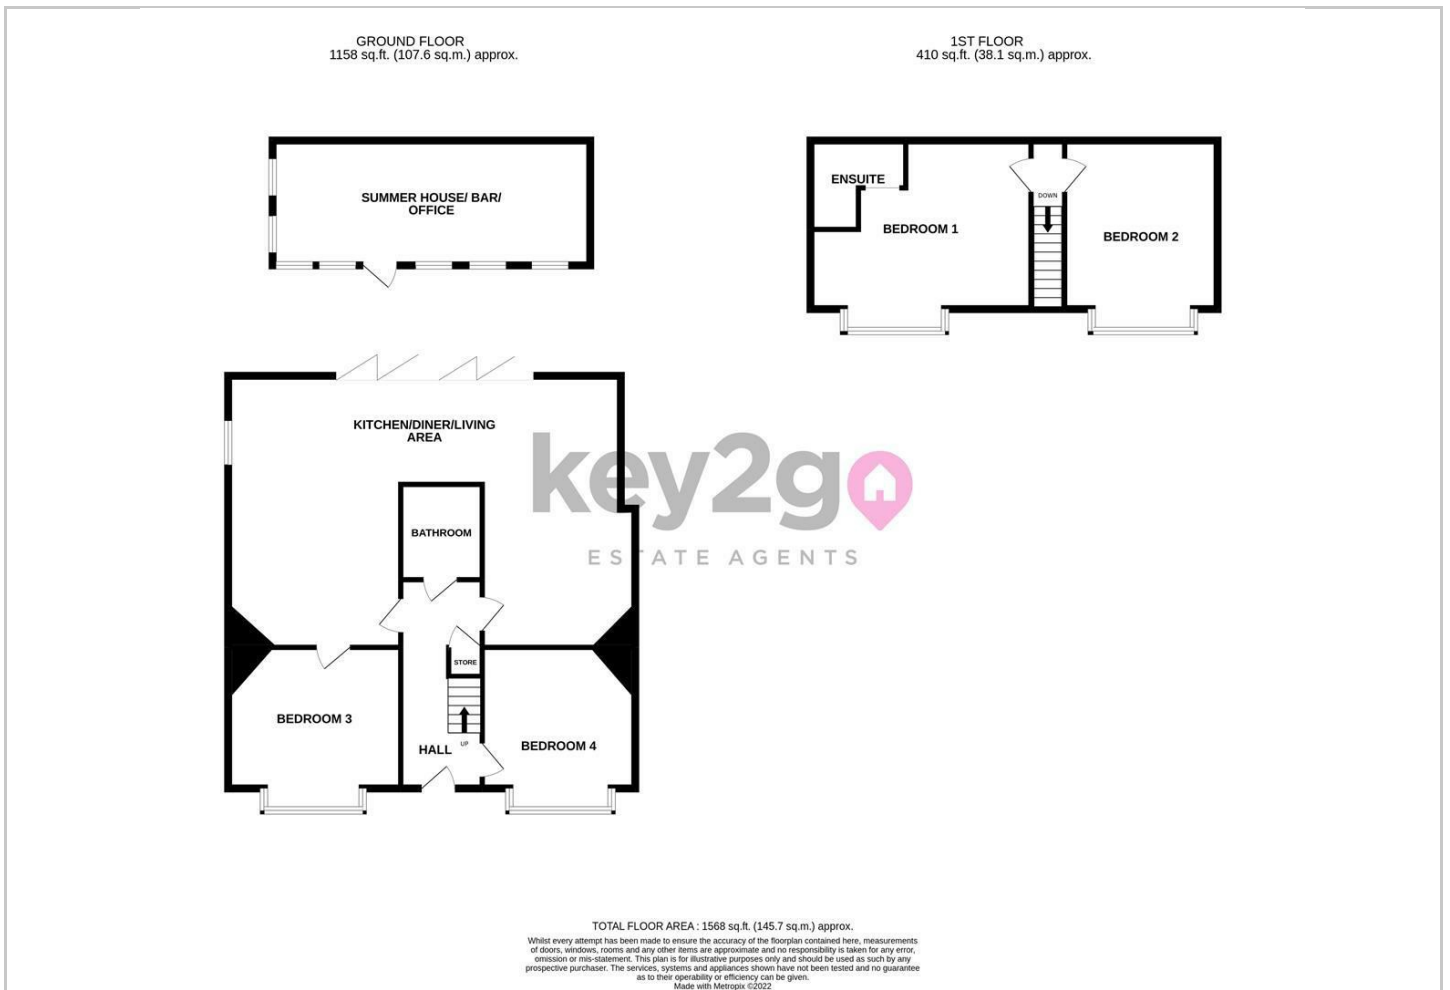 GROUND FLOOR
1158 sq.ft. (107.6 sq.m.) approx.
1ST FLOOR
410 sq.ft. (38.1 sq.m.) approx.
SUMMER HOUSE/ BAR/
OFFICE
ENSUITE
BEDROOM 1
DOWN
BEDROOM 2
KITCHEN/DINER/LIVING
AREA
BATHROOM
STORE
BEDROOM 3
HALL
UP
BEDROOM 4
key2go
ESTATE AGENTS
TOTAL FLOOR AREA : 1568 sq.ft. (145.7 sq.m.) approx.
Whilst every attempt has been made to ensure the accuracy of the floorplan contained here, measurements
of doors, windows, rooms and any other items are approximate and no responsibility is taken for any error,
omission or mis-statement. This plan is for illustrative purposes only and should be used as such by any
prospective purchaser. The services, systems and appliances shown have not been tested and no guarantee
as to their operability or efficiency can be given.
Made with Metropix ©2022